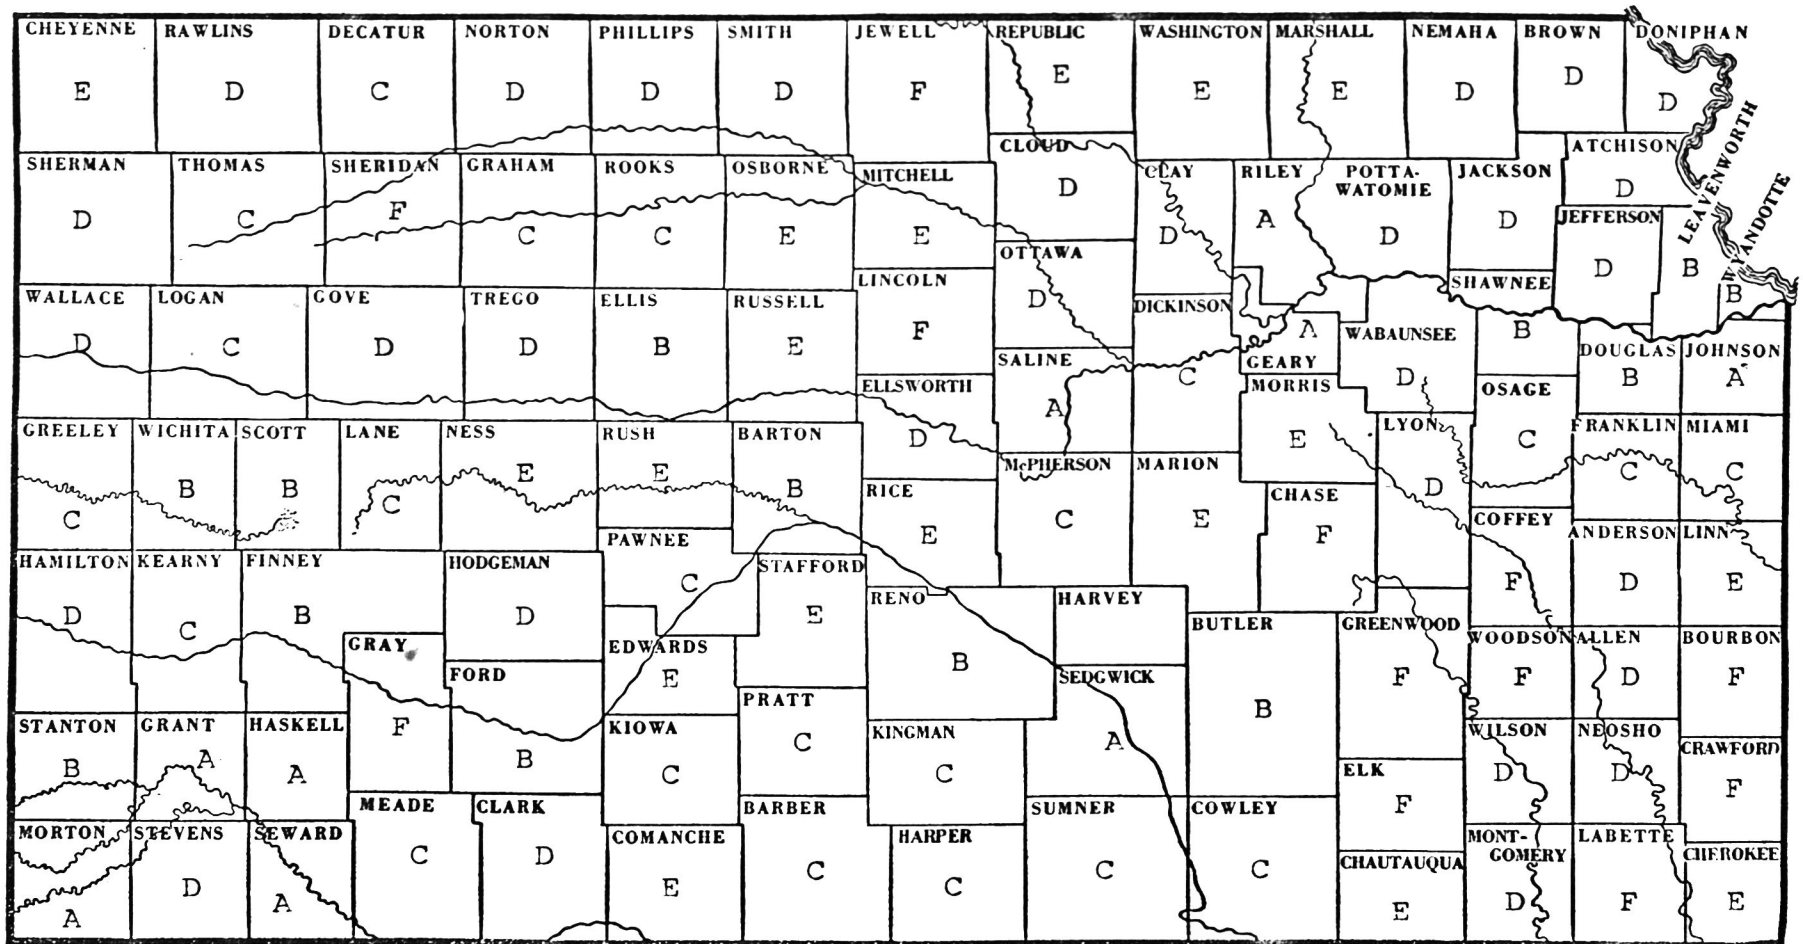 CHEYENNE RAWLINS DECATUR NORTON PHILLIPS SMITH JEWELL REPUBLIC WASHINGTON MARSHALL NEMAHA BROWN DONIPHAN
E D C D D D F E E E D D D
CLOUD ATCHISON LEAVENWORTH
SHERMAN THOMAS SHERIDAN GRAHAM ROOKS OSBORNE MITCHELL CLAY RILEY POTTA-
WATOMIE JACKSON
D C F C C E E D D A D D D
JEFFERSON WYANDOTTE
D B B
OTTAWA
WALLACE LOGAN GOVE TREGO ELLIS RUSSELL LINCOLN DICKINSON SHAWNEE
D C D D B E F D C A B
GEARY WABAUNSEE DOUGLAS JOHNSON
D B A
SALINE
ELLSWORTH MORRIS OSAGE
D A E C
GREELEY WICHITA SCOTT LANE NESS RUSH BARTON LYON FRANKLIN MIAMI
C B B C E E B D C C
McPHERSON MARION
RICE CHASE
E C E F
COFFEY ANDERSON LINN
F D E
PAWNEE
C
HAMILTON KEARNY FINNEY HODGEMAN STAFFORD
D C B D E
RENO HARVEY
B
BUTLER GREENWOOD
B F
WOODSON ALLEN BOURBON
F D F
GRAY EDWARDS
F E
FORD SEDGWICK
B A
PRATT
C
STANTON GRANT HASKELL KIOWA KINGMAN WILSON NEOSHO
B A A C C D D
CRAWFORD
F
ELK
F
MEADE CLARK BARBER SUMNER COWLEY
C D C C C
MORTON STEVENS SEWARD COMANCHE HARPER MONT-
GOMERY LABETTE
A D A E C D F
CHAUTAUQUA CHEROKEE
E E